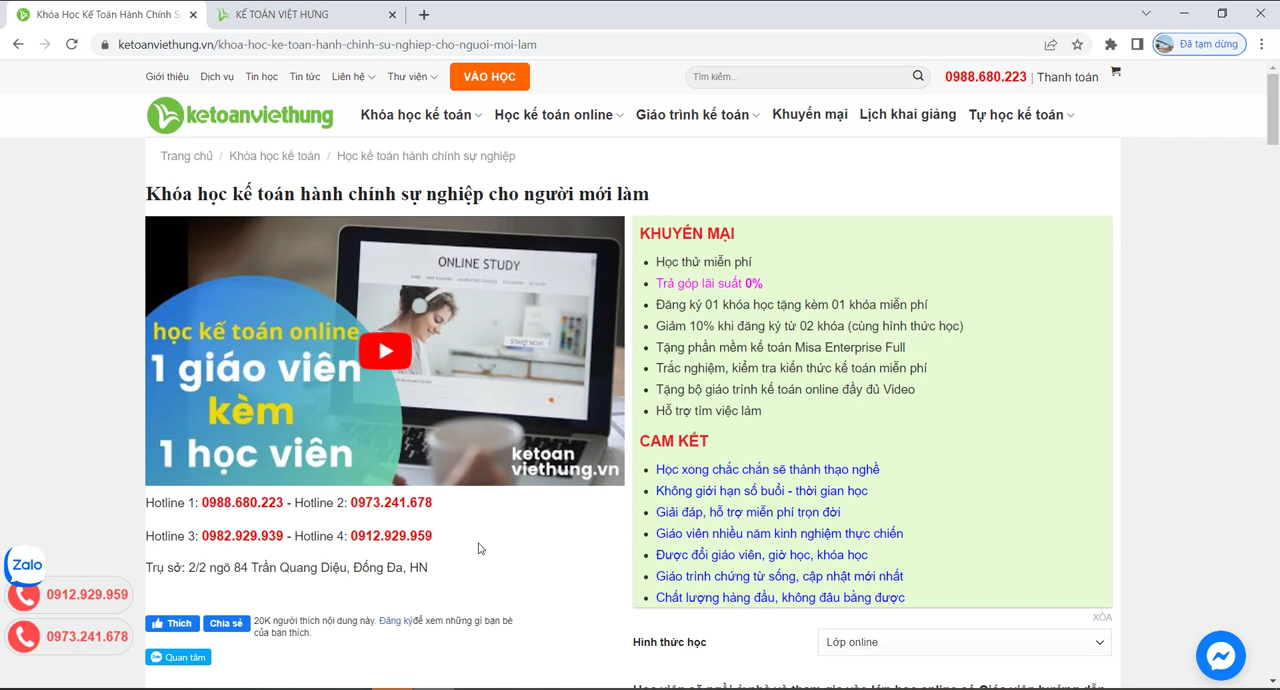 Khóa Học Kế Toán Hành Chính S
KẾ TOÁN VIỆT HƯNG
ketoanviethung.vn/khoa-hoc-ke-toan-hanh-chinh-su-nghiep-cho-nguoi-moi-lam
Đã tạm dừng
Giới thiệu Dịch vụ Tin học Tin tức Liên hệ Thư viện VÀO HỌC Tìm kiếm... 0988.680.223 | Thanh toán
ketoanviethung Khóa học kế toán Học kế toán online Giáo trình kế toán Khuyến mại Lịch khai giảng Tự học kế toán
Trang chủ / Khóa học kế toán / Học kế toán hành chính sự nghiệp
Khóa học kế toán hành chính sự nghiệp cho người mới làm
ONLINE STUDY
START NOW
học kế toán online
1 giáo viên
kèm
1 học viên
ketoan
viethung.vn
KHUYẾN MẠI
Học thử miễn phí
Trả góp lãi suất 0%
Đăng ký 01 khóa học tặng kèm 01 khóa miễn phí
Giảm 10% khi đăng ký từ 02 khóa (cùng hình thức học)
Tặng phần mềm kế toán Misa Enterprise Full
Trắc nghiệm, kiểm tra kiến thức kế toán miễn phí
Tặng bộ giáo trình kế toán online đầy đủ Video
Hỗ trợ tìm việc làm
CAM KẾT
Học xong chắc chắn sẽ thành thạo nghề
Không giới hạn số buổi - thời gian học
Giải đáp, hỗ trợ miễn phí trọn đời
Giáo viên nhiều năm kinh nghiệm thực chiến
Được đổi giáo viên, giờ học, khóa học
Giáo trình chứng từ sống, cập nhật mới nhất
Chất lượng hàng đầu, không đâu bằng được
Hotline 1: 0988.680.223 - Hotline 2: 0973.241.678
Hotline 3: 0982.929.939 - Hotline 4: 0912.929.959
Trụ sở: 2/2 ngõ 84 Trần Quang Diệu, Đống Đa, HN
Zalo
0912.929.959
0973.241.678
Thích Chia sẻ 20K người thích nội dung này. Đăng ký để xem những gì bạn bè
của bạn thích.
Quan tâm
XÓA
Hình thức học Lớp online